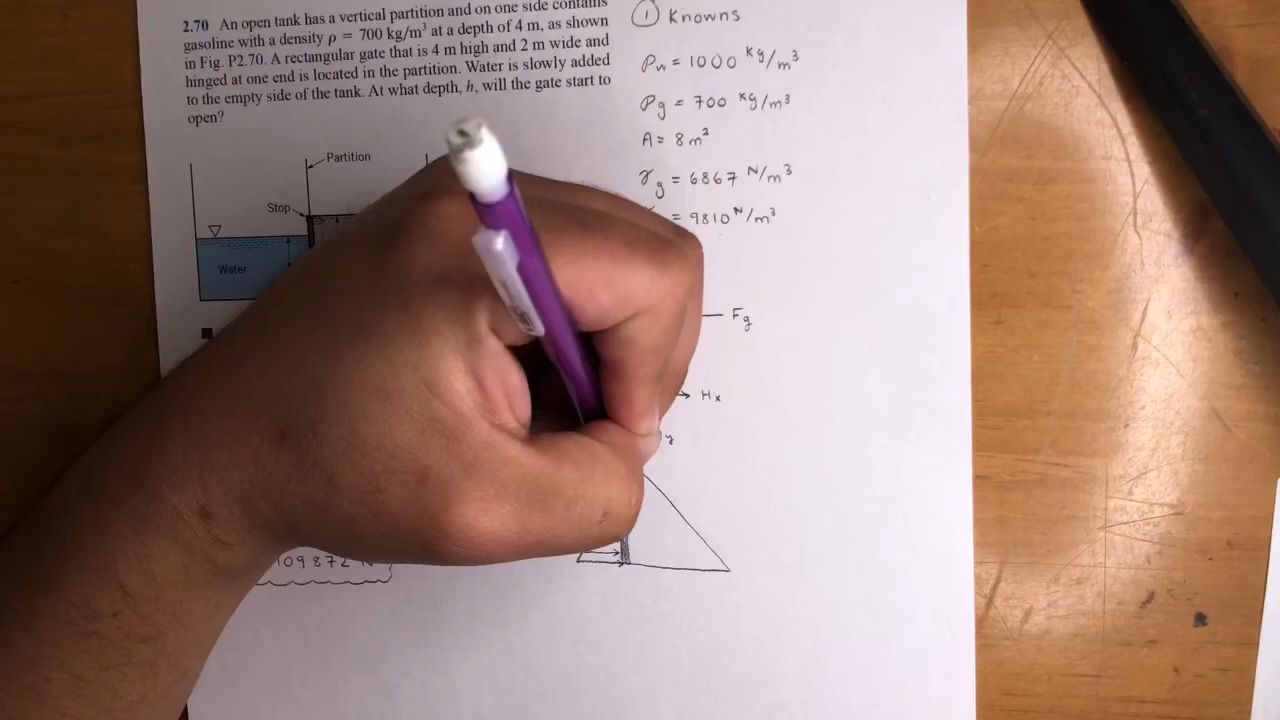 2.70 An open tank has a vertical partition and on one side contains
gasoline with a density ρ = 700 kg/m³ at a depth of 4 m, as shown
in Fig. P2.70. A rectangular gate that is 4 m high and 2 m wide and
hinged at one end is located in the partition. Water is slowly added
to the empty side of the tank. At what depth, h, will the gate start to
open?
Partition
Stop
Water
① Knowns
ρw = 1000 kg/m³
ρg = 700 kg/m³
A = 8 m²
γg = 6867 N/m³
= 9810 N/m³
Fg
Hx
y
109872 N